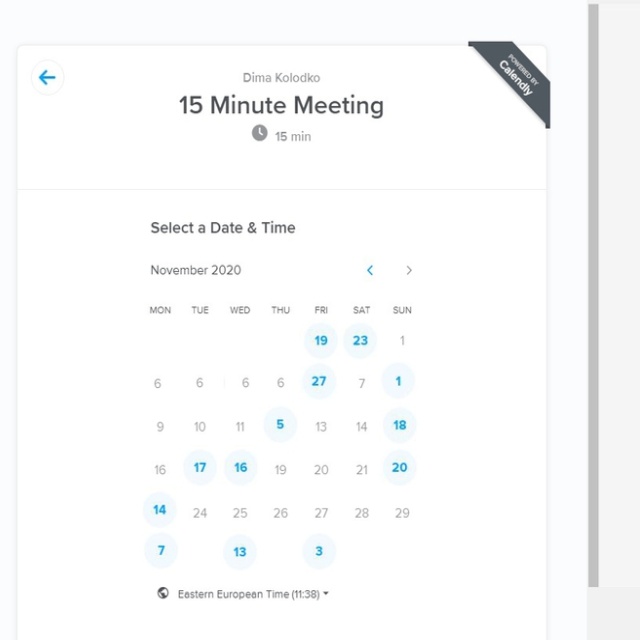 POWERED BY
Calendly
Dima Kolodko
15 Minute Meeting
15 min
Select a Date & Time
November 2020
MON TUE WED THU FRI SAT SUN
19 23 1
6 6 6 6 27 7 1
9 10 11 5 13 14 18
16 17 16 19 20 21 20
14 24 25 26 27 28 29
7 13 3
Eastern European Time (11:38)